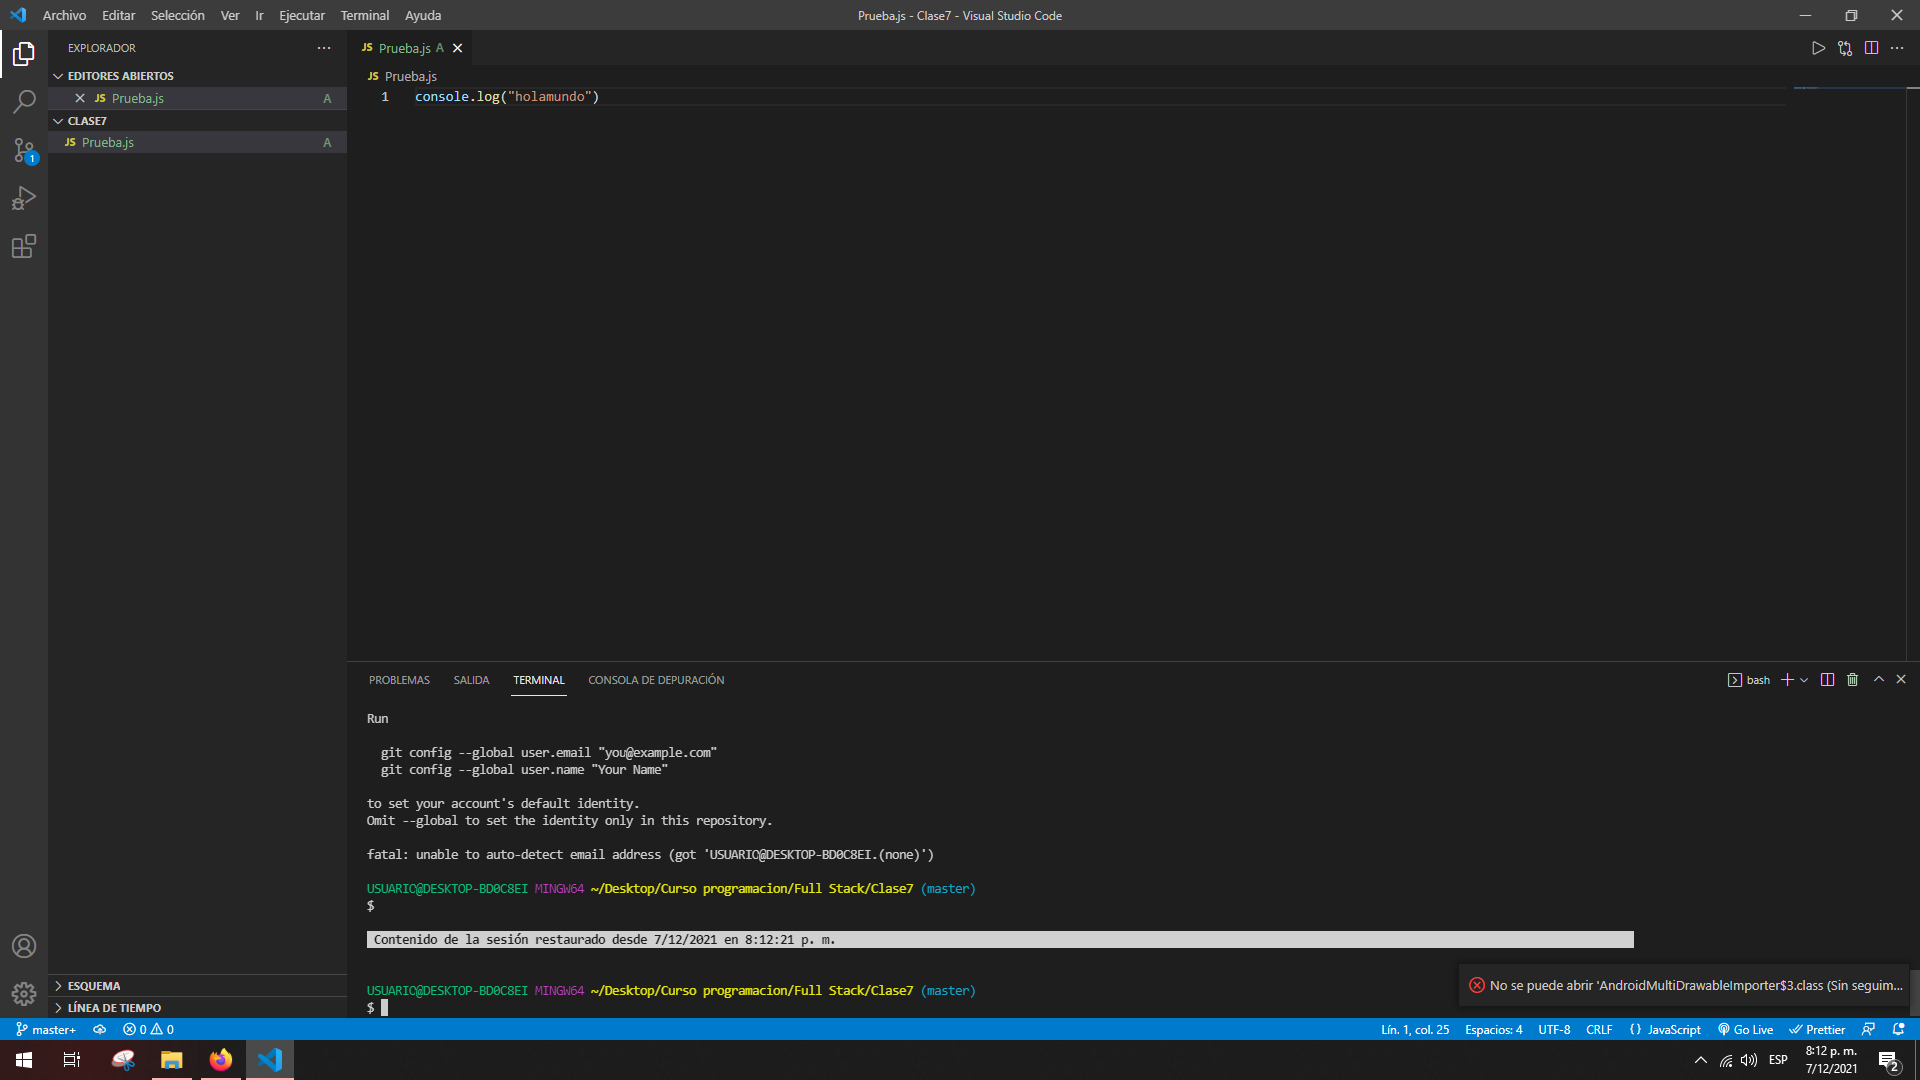 Archivo Editar Selección Ver Ir Ejecutar Terminal Ayuda
Prueba.js - Clase7 - Visual Studio Code
EXPLORADOR
EDITORES ABIERTOS
JS Prueba.js A
CLASE7
JS Prueba.js A
1
ESQUEMA
LÍNEA DE TIEMPO
JS Prueba.js A
JS Prueba.js
1 console.log("holamundo")
PROBLEMAS SALIDA TERMINAL CONSOLA DE DEPURACIÓN
bash
Run
git config --global user.email "you@example.com"
git config --global user.name "Your Name"
to set your account's default identity.
Omit --global to set the identity only in this repository.
fatal: unable to auto-detect email address (got 'USUARIO@DESKTOP-BD0C8EI.(none)')
USUARIO@DESKTOP-BD0C8EI MINGW64 ~/Desktop/Curso programacion/Full Stack/Clase7 (master)
$
Contenido de la sesión restaurado desde 7/12/2021 en 8:12:21 p. m.
USUARIO@DESKTOP-BD0C8EI MINGW64 ~/Desktop/Curso programacion/Full Stack/Clase7 (master)
$
No se puede abrir 'AndroidMultiDrawableImporter$3.class (Sin seguim...
master+ 0 0
Lín. 1, col. 25 Espacios: 4 UTF-8 CRLF {} JavaScript Go Live Prettier
ESP
8:12 p. m.
7/12/2021
2